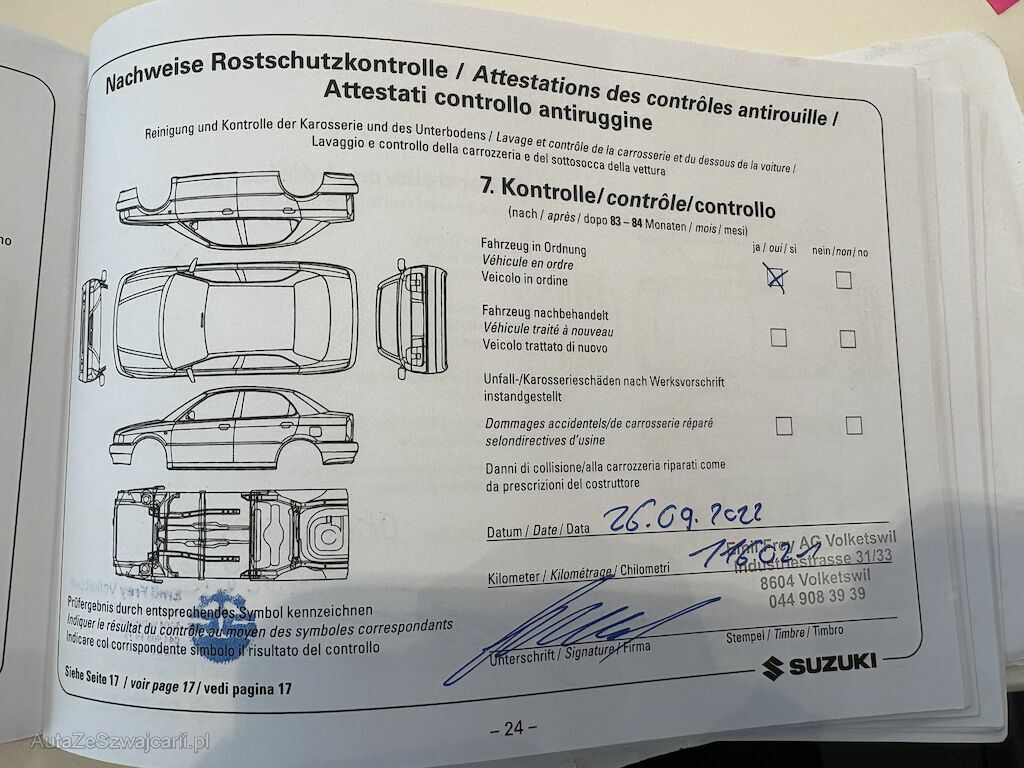 Nachweise Rostschutzkontrolle / Attestations des contrôles antirouille /
Attestati controllo antiruggine
Reinigung und Kontrolle der Karosserie und des Unterbodens / Lavage et contrôle de la carrosserie et du dessous de la voiture /
Lavaggio e controllo della carrozzeria e del sottosocca della vettura
7. Kontrolle/contrôle/controllo
(nach / après / dopo 83 – 84 Monaten / mois / mesi)
ja / oui / si nein / non / no
Fahrzeug in Ordnung
Véhicule en ordre
Veicolo in ordine
Fahrzeug nachbehandelt
Véhicule traité à nouveau
Veicolo trattato di nuovo
Unfall-/Karosserieschäden nach Werksvorschrift
instandgestellt
Dommages accidentels/de carrosserie réparé
selondirectives d'usine
Danni di collisione/alla carrozzeria riparati come
da prescrizioni del costruttore
Datum / Date / Data 26.09.2022
Kilometer / Kilométrage / Chilometri 116'021
Emil Frey AG Volketswil
Industriestrasse 31/33
8604 Volketswil
044 908 39 39
Unterschrift / Signature / Firma
Stempel / Timbre / Timbro
Prüfergebnis durch entsprechendes Symbol kennzeichnen
Indiquer le résultat du contrôle au moyen des symboles correspondants
Indicare col corrispondente simbolo il risultato del controllo
Siehe Seite 17 / voir page 17 / vedi pagina 17
SUZUKI
– 24 –
no
AutaZeSzwajcarii.pl